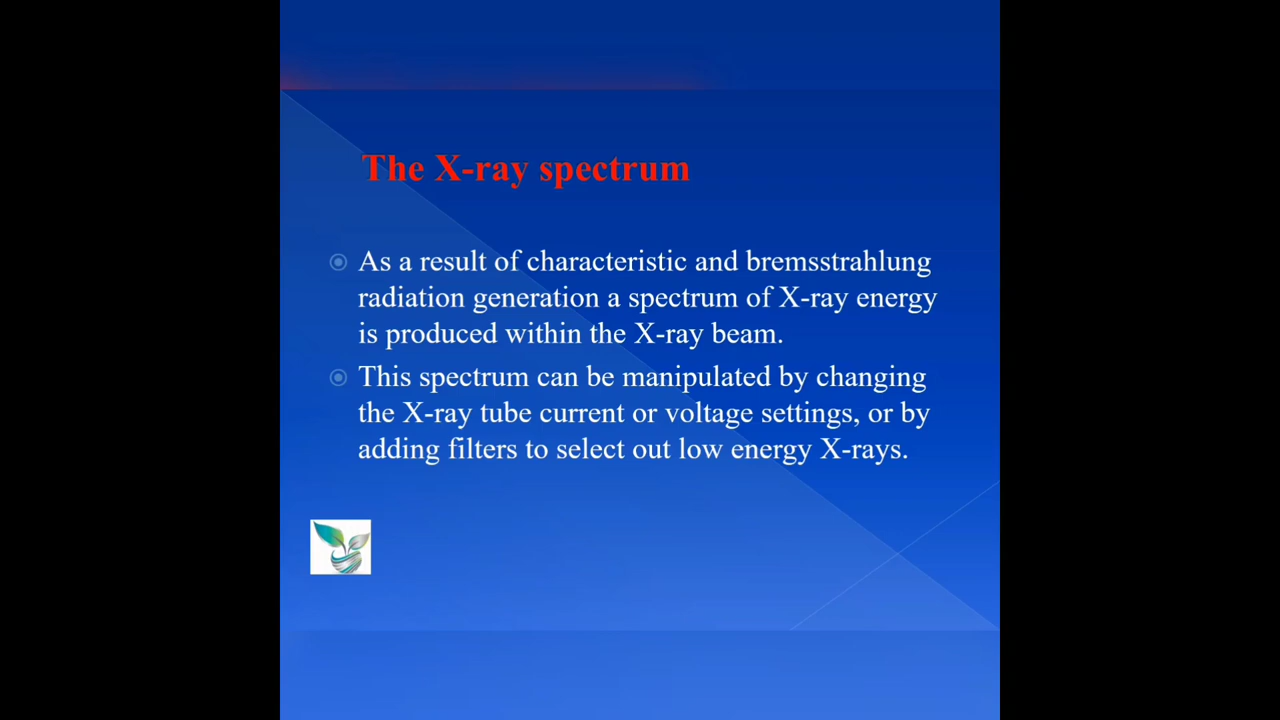 The X-ray spectrum
As a result of characteristic and bremsstrahlung
radiation generation a spectrum of X-ray energy
is produced within the X-ray beam.
This spectrum can be manipulated by changing
the X-ray tube current or voltage settings, or by
adding filters to select out low energy X-rays.